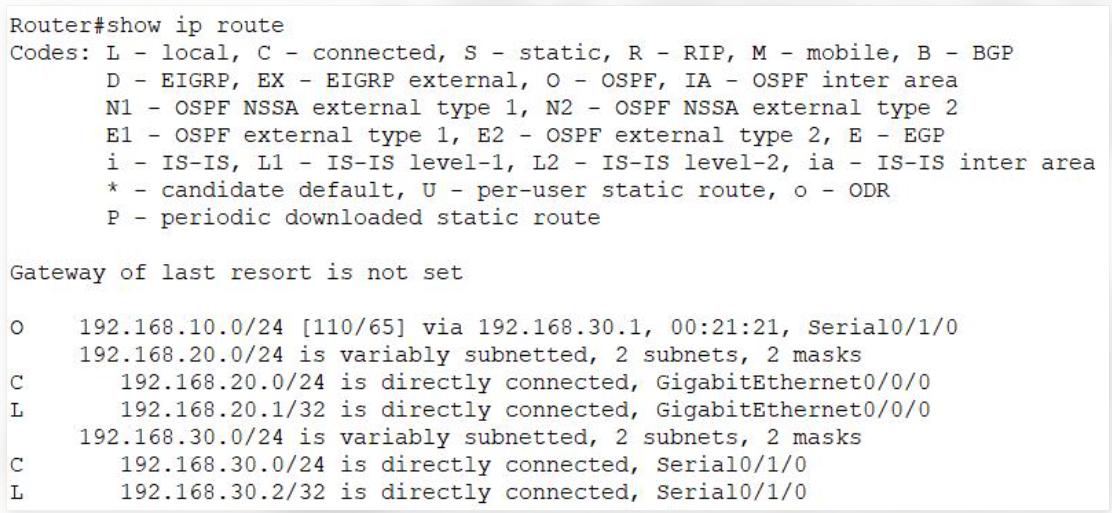 Router#show ip route
Codes: L - local, C - connected, S - static, R - RIP, M - mobile, B - BGP
D - EIGRP, EX - EIGRP external, O - OSPF, IA - OSPF inter area
N1 - OSPF NSSA external type 1, N2 - OSPF NSSA external type 2
E1 - OSPF external type 1, E2 - OSPF external type 2, E - EGP
i - IS-IS, L1 - IS-IS level-1, L2 - IS-IS level-2, ia - IS-IS inter area
* - candidate default, U - per-user static route, o - ODR
P - periodic downloaded static route
Gateway of last resort is not set
O 192.168.10.0/24 [110/65] via 192.168.30.1, 00:21:21, Serial0/1/0
192.168.20.0/24 is variably subnetted, 2 subnets, 2 masks
C 192.168.20.0/24 is directly connected, GigabitEthernet0/0/0
L 192.168.20.1/32 is directly connected, GigabitEthernet0/0/0
192.168.30.0/24 is variably subnetted, 2 subnets, 2 masks
C 192.168.30.0/24 is directly connected, Serial0/1/0
L 192.168.30.2/32 is directly connected, Serial0/1/0